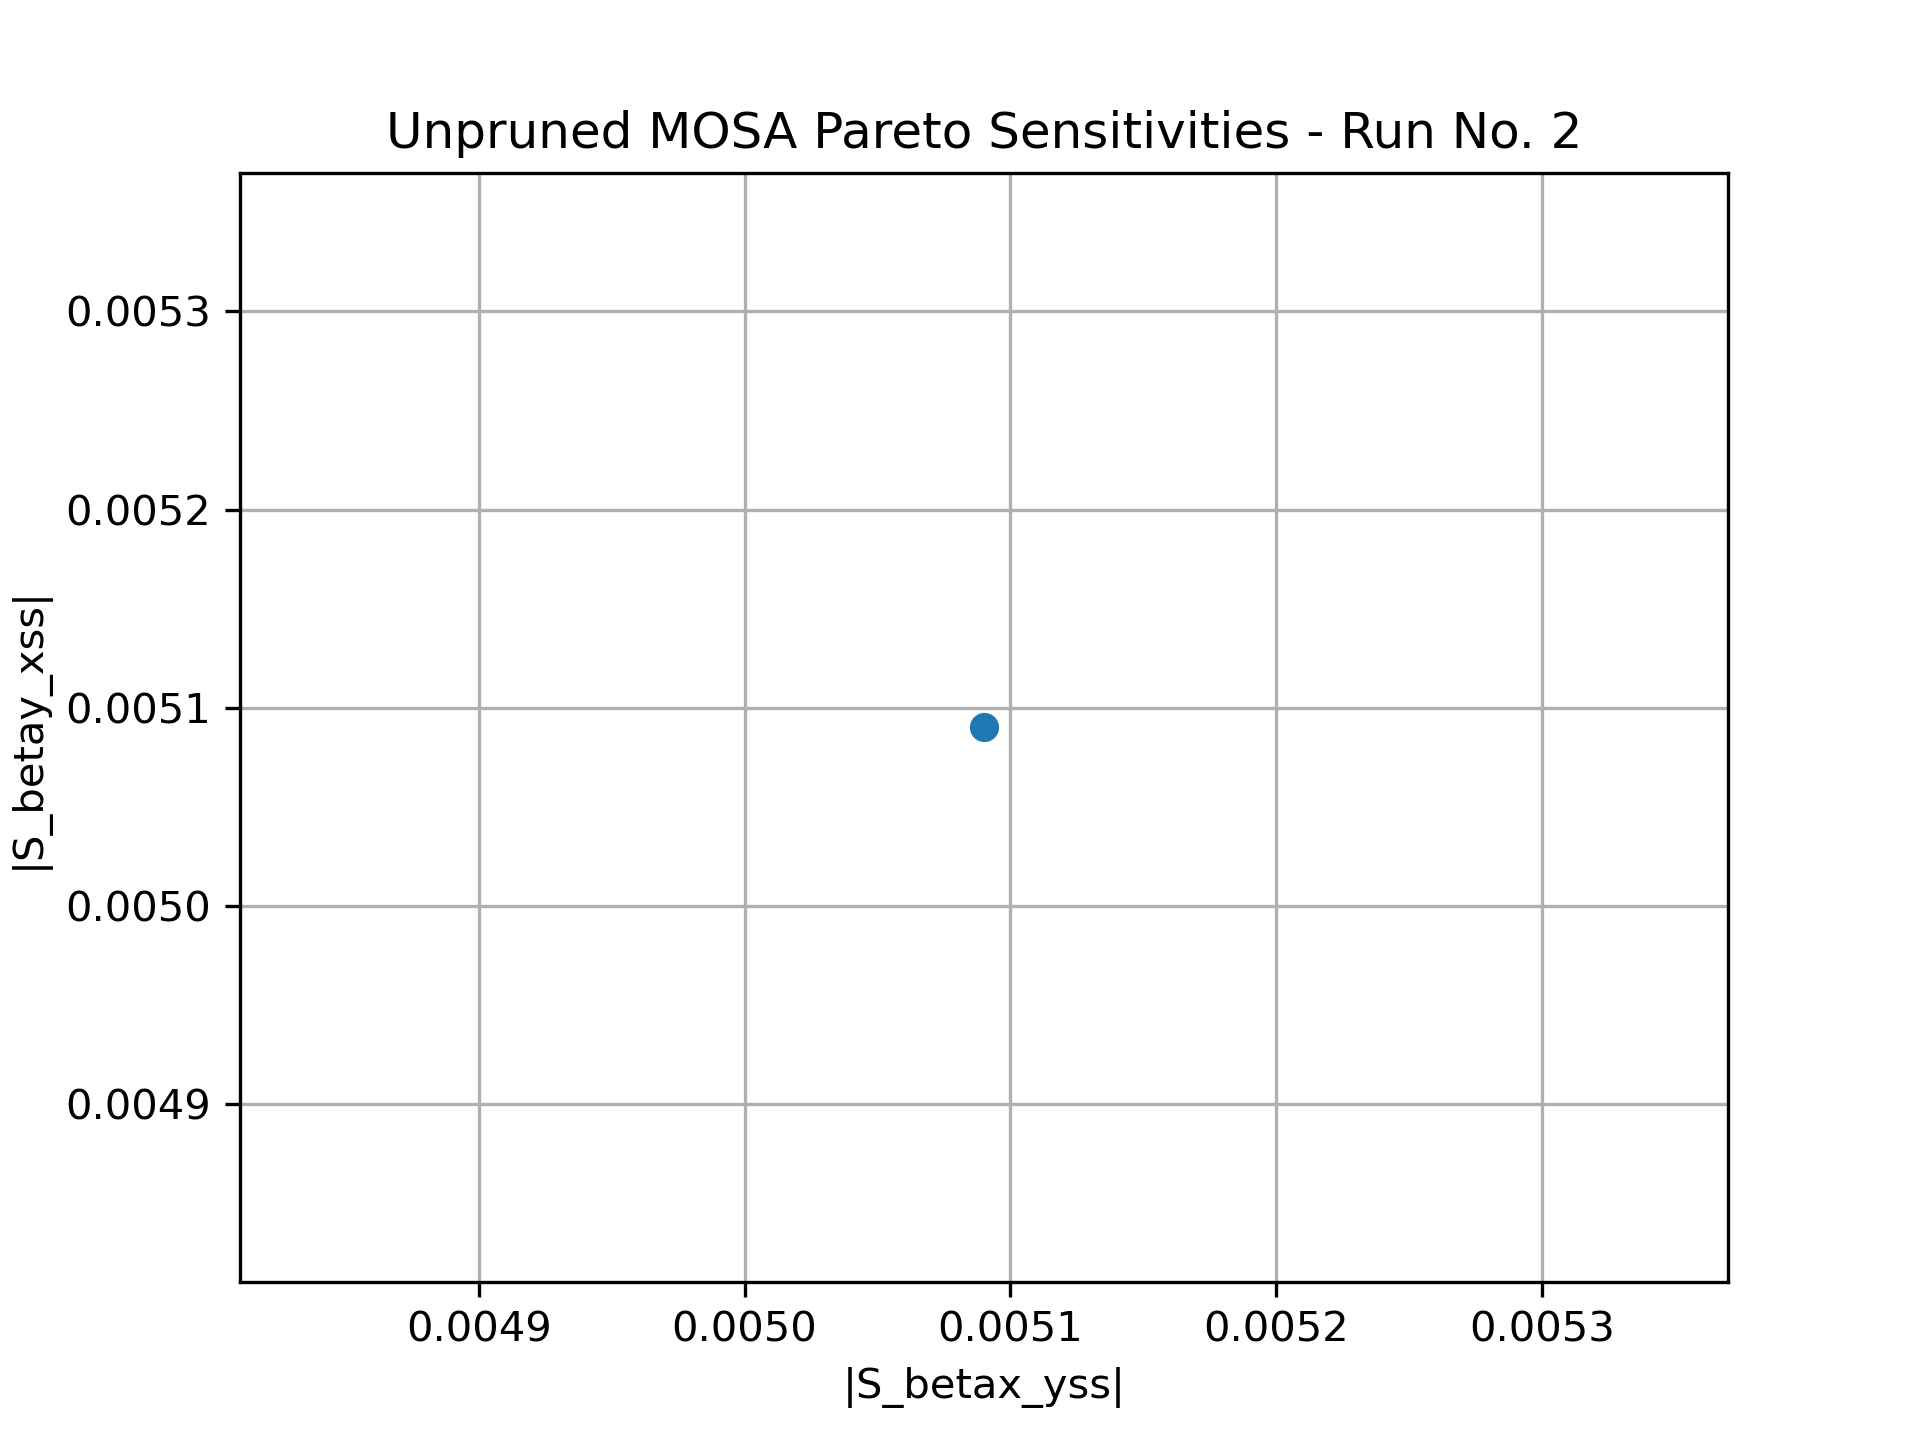 Unpruned MOSA Pareto Sensitivities - Run No. 2
|S_betay_xss|
0.0053
0.0052
0.0051
0.0050
0.0049
0.0049 0.0050 0.0051 0.0052 0.0053
|S_betax_yss|